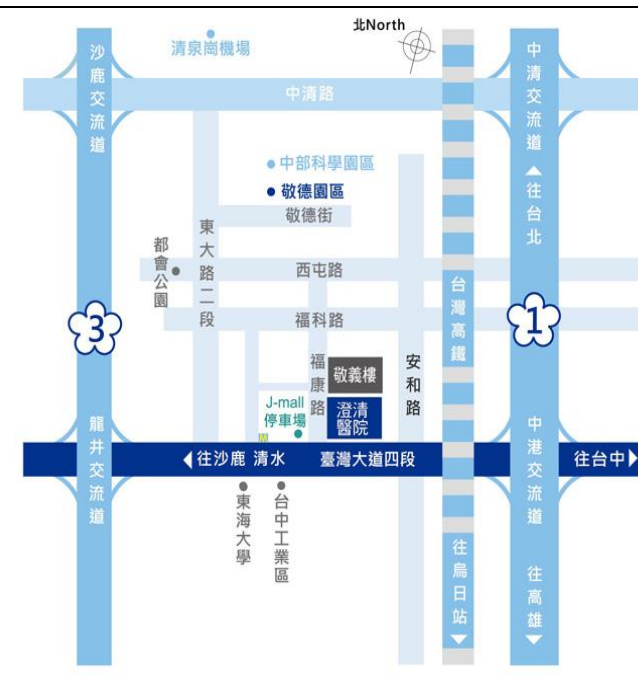 北North
清泉崗機場
沙鹿交流道
中清路
中清交流道
往台北
中部科學園區
敬德園區
敬德街
東大路二段
都會公園
西屯路
台灣高鐵
3
福科路
1
福康路
敬義樓
安和路
J-mall
停車場
澄清
醫院
龍井交流道
往沙鹿 清水
臺灣大道四段
中港交流道
往台中
東海大學
台中工業區
往烏日站
往高雄